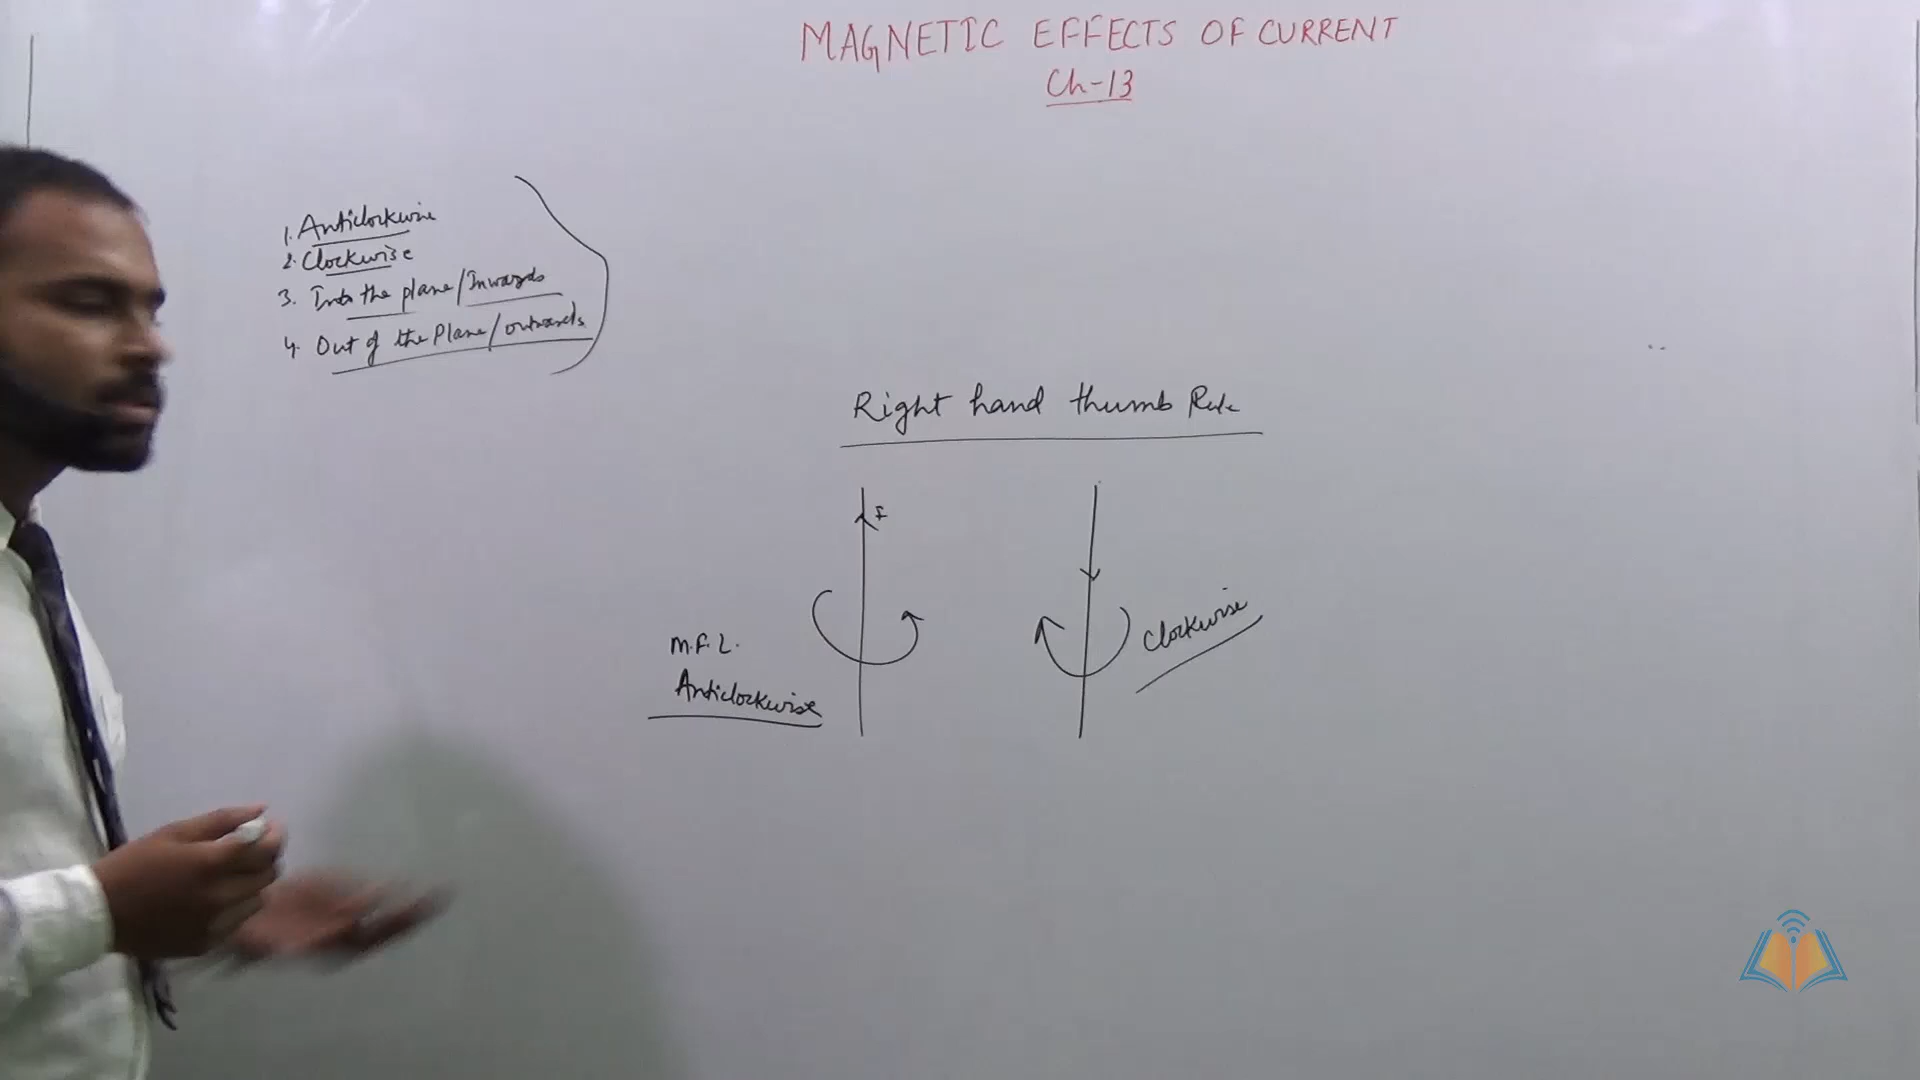 MAGNETIC EFFECTS OF CURRENT
Ch-13
1. Anticlockwise
2. Clockwise
3. Into the plane/Inwards
4. Out of the Plane/outwards
Right hand thumb Rule
M.F.L.
Anticlockwise
Clockwise